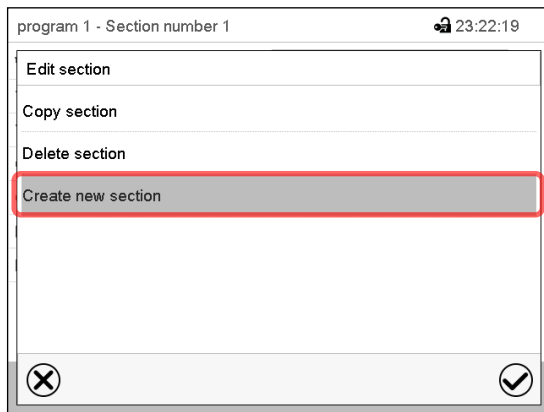 program 1 - Section number 1 23:22:19
Edit section
Copy section
Delete section
Create new section